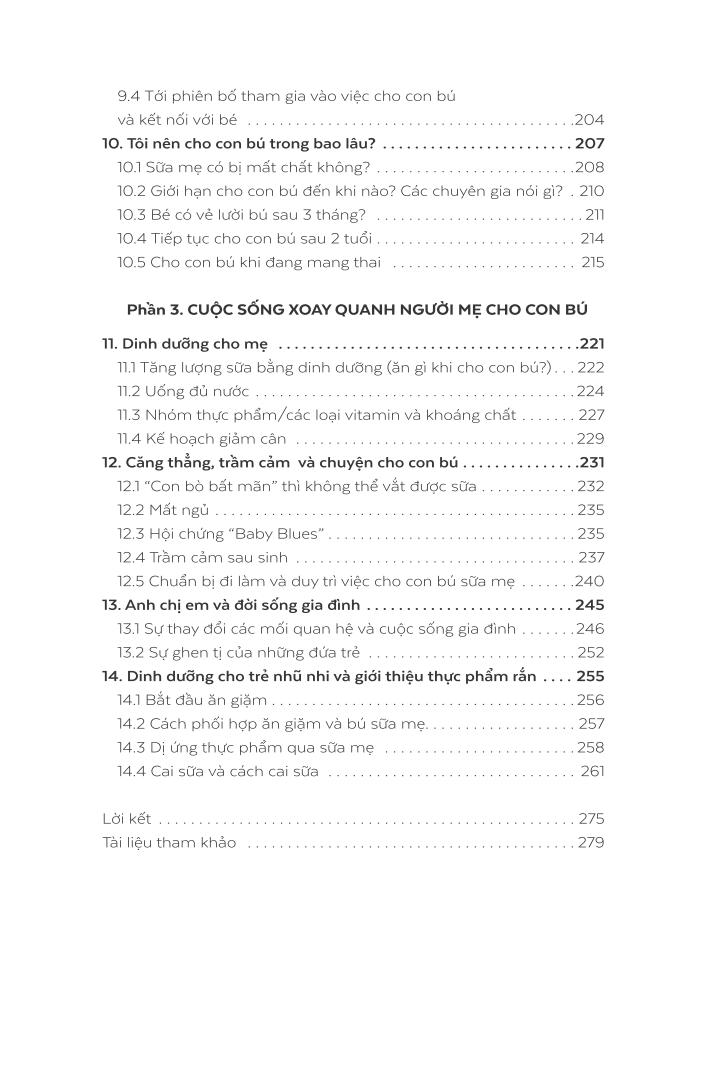 9.4 Tới phiên bố tham gia vào việc cho con bú
và kết nối với bé . . . . . . . . . . . . . . . . . . . . . . . . . . . . . . . . . . . . . . . . .204
10. Tôi nên cho con bú trong bao lâu? . . . . . . . . . . . . . . . . . . . . . . . . 207
10.1 Sữa mẹ có bị mất chất không? . . . . . . . . . . . . . . . . . . . . . . . . .208
10.2 Giới hạn cho con bú đến khi nào? Các chuyên gia nói gì? . 210
10.3 Bé có vẻ lười bú sau 3 tháng? . . . . . . . . . . . . . . . . . . . . . . . . . . 211
10.4 Tiếp tục cho con bú sau 2 tuổi . . . . . . . . . . . . . . . . . . . . . . . . . 214
10.5 Cho con bú khi đang mang thai . . . . . . . . . . . . . . . . . . . . . . . 215
Phần 3. CUỘC SỐNG XOAY QUANH NGƯỜI MẸ CHO CON BÚ
11. Dinh dưỡng cho mẹ . . . . . . . . . . . . . . . . . . . . . . . . . . . . . . . . . . . . . .221
11.1 Tăng lượng sữa bằng dinh dưỡng (ăn gì khi cho con bú?) . . . 222
11.2 Uống đủ nước . . . . . . . . . . . . . . . . . . . . . . . . . . . . . . . . . . . . . . . . 224
11.3 Nhóm thực phẩm/các loại vitamin và khoáng chất . . . . . . . 227
11.4 Kế hoạch giảm cân . . . . . . . . . . . . . . . . . . . . . . . . . . . . . . . . . . . 229
12. Căng thẳng, trầm cảm và chuyện cho con bú . . . . . . . . . . . . . . .231
12.1 “Con bò bất mãn” thì không thể vắt được sữa . . . . . . . . . . . . 232
12.2 Mất ngủ . . . . . . . . . . . . . . . . . . . . . . . . . . . . . . . . . . . . . . . . . . . . . 235
12.3 Hội chứng “Baby Blues” . . . . . . . . . . . . . . . . . . . . . . . . . . . . . . . 235
12.4 Trầm cảm sau sinh . . . . . . . . . . . . . . . . . . . . . . . . . . . . . . . . . . . 237
12.5 Chuẩn bị đi làm và duy trì việc cho con bú sữa mẹ . . . . . . .240
13. Anh chị em và đời sống gia đình . . . . . . . . . . . . . . . . . . . . . . . . . . 245
13.1 Sự thay đổi các mối quan hệ và cuộc sống gia đình . . . . . . . 246
13.2 Sự ghen tị của những đứa trẻ . . . . . . . . . . . . . . . . . . . . . . . . . . 252
14. Dinh dưỡng cho trẻ nhũ nhi và giới thiệu thực phẩm rắn . . . . 255
14.1 Bắt đầu ăn giặm . . . . . . . . . . . . . . . . . . . . . . . . . . . . . . . . . . . . . . 256
14.2 Cách phối hợp ăn giặm và bú sữa mẹ. . . . . . . . . . . . . . . . . . . 257
14.3 Dị ứng thực phẩm qua sữa mẹ . . . . . . . . . . . . . . . . . . . . . . . . 258
14.4 Cai sữa và cách cai sữa . . . . . . . . . . . . . . . . . . . . . . . . . . . . . . . 261
Lời kết . . . . . . . . . . . . . . . . . . . . . . . . . . . . . . . . . . . . . . . . . . . . . . . . . . . . 275
Tài liệu tham khảo . . . . . . . . . . . . . . . . . . . . . . . . . . . . . . . . . . . . . . . . . 279